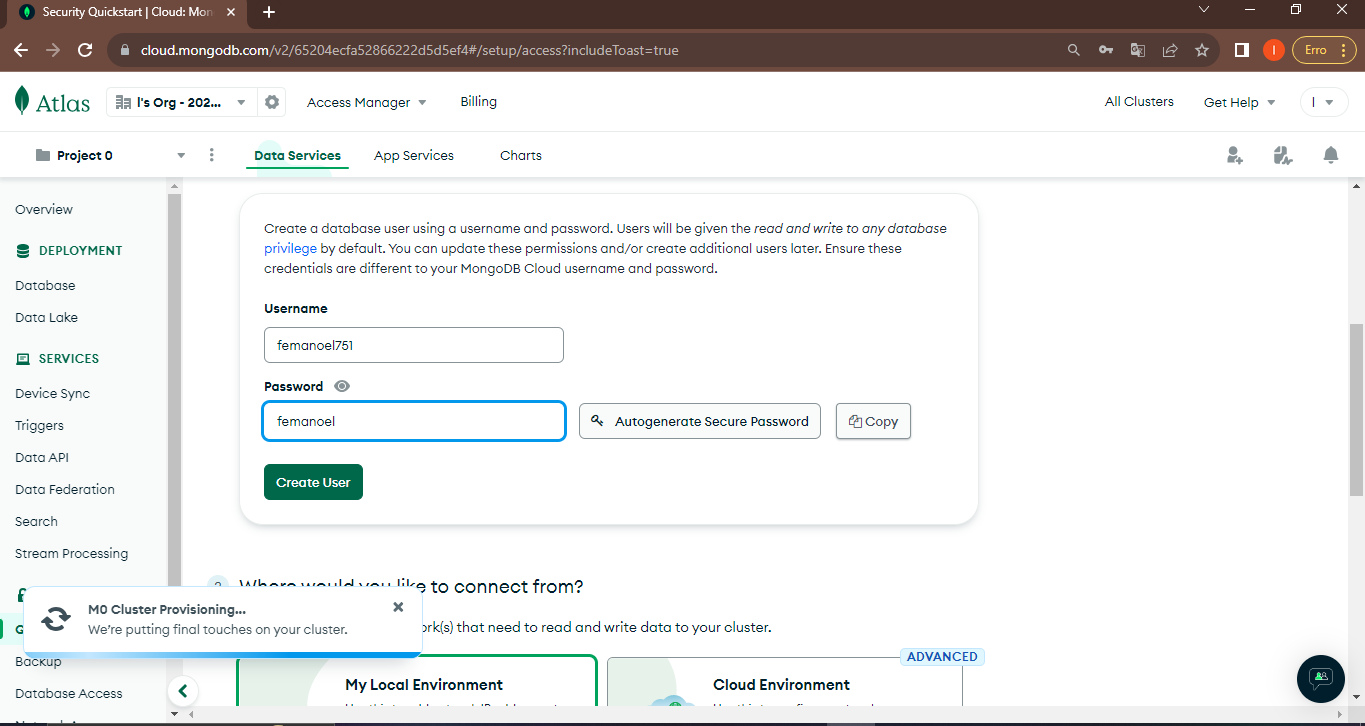 Security Quickstart | Cloud: Mon
cloud.mongodb.com/v2/65204ecfa52866222d5d5ef4#/setup/access?includeToast=true
I
Erro
Atlas
I's Org - 202...
Access Manager
Billing
All Clusters
Get Help
I
Project 0
Data Services
App Services
Charts
Overview
DEPLOYMENT
Database
Data Lake
SERVICES
Device Sync
Triggers
Data API
Data Federation
Search
Stream Processing
G
Backup
Database Access
Create a database user using a username and password. Users will be given the read and write to any database
privilege by default. You can update these permissions and/or create additional users later. Ensure these
credentials are different to your MongoDB Cloud username and password.
Username
femanoel751
Password
femanoel
Autogenerate Secure Password
Copy
Create User
Where would you like to connect from?
ork(s) that need to read and write data to your cluster.
M0 Cluster Provisioning...
We're putting final touches on your cluster.
My Local Environment
ADVANCED
Cloud Environment